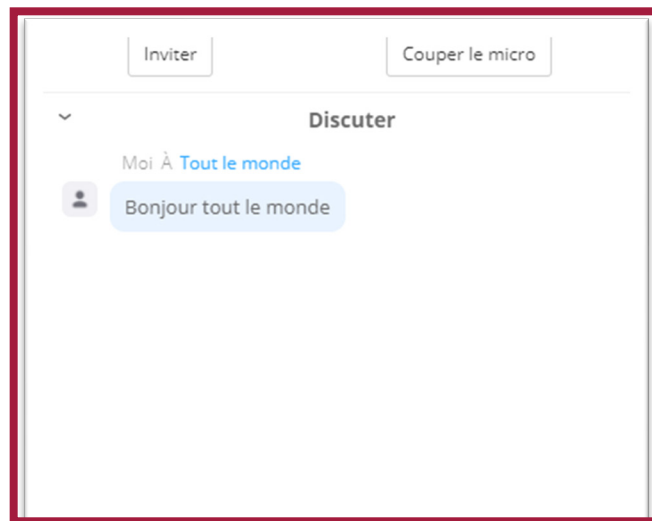 Inviter Couper le micro
Discuter
Moi À Tout le monde
Bonjour tout le monde